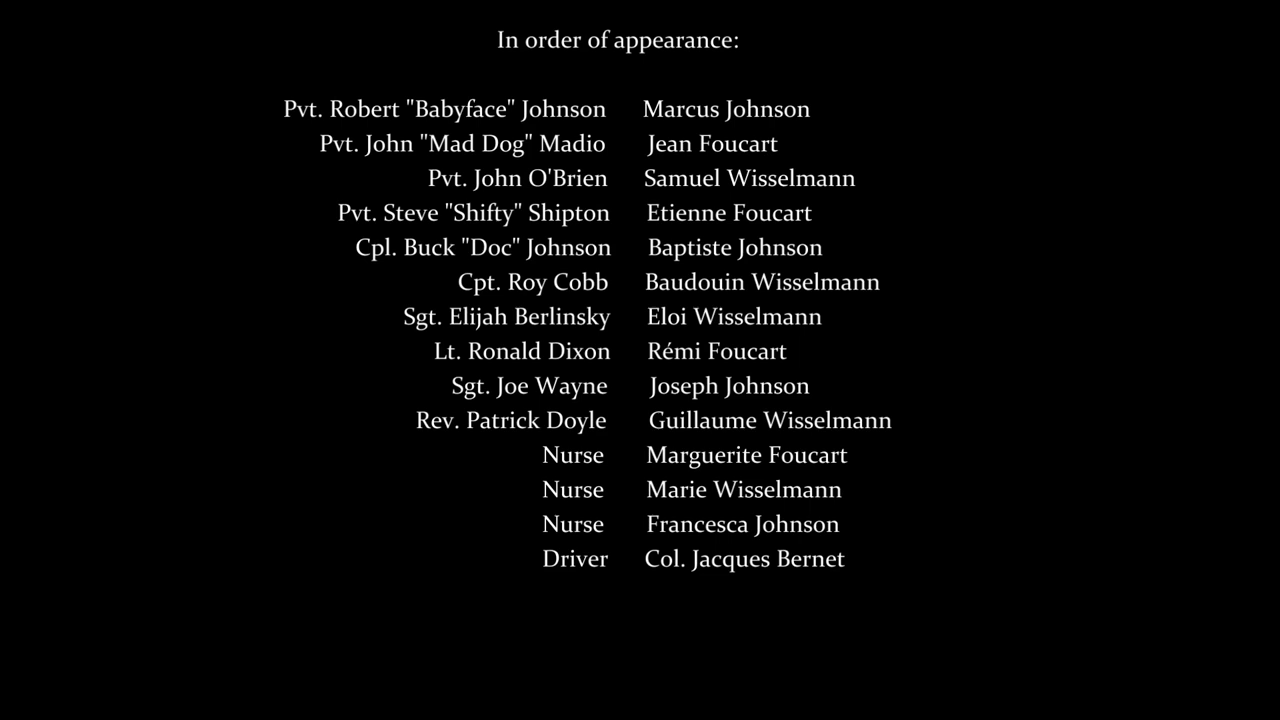 In order of appearance:
Pvt. Robert "Babyface" Johnson Marcus Johnson
Pvt. John "Mad Dog" Madio Jean Foucart
Pvt. John O'Brien Samuel Wisselmann
Pvt. Steve "Shifty" Shipton Etienne Foucart
Cpl. Buck "Doc" Johnson Baptiste Johnson
Cpt. Roy Cobb Baudouin Wisselmann
Sgt. Elijah Berlinsky Eloi Wisselmann
Lt. Ronald Dixon Rémi Foucart
Sgt. Joe Wayne Joseph Johnson
Rev. Patrick Doyle Guillaume Wisselmann
Nurse Marguerite Foucart
Nurse Marie Wisselmann
Nurse Francesca Johnson
Driver Col. Jacques Bernet